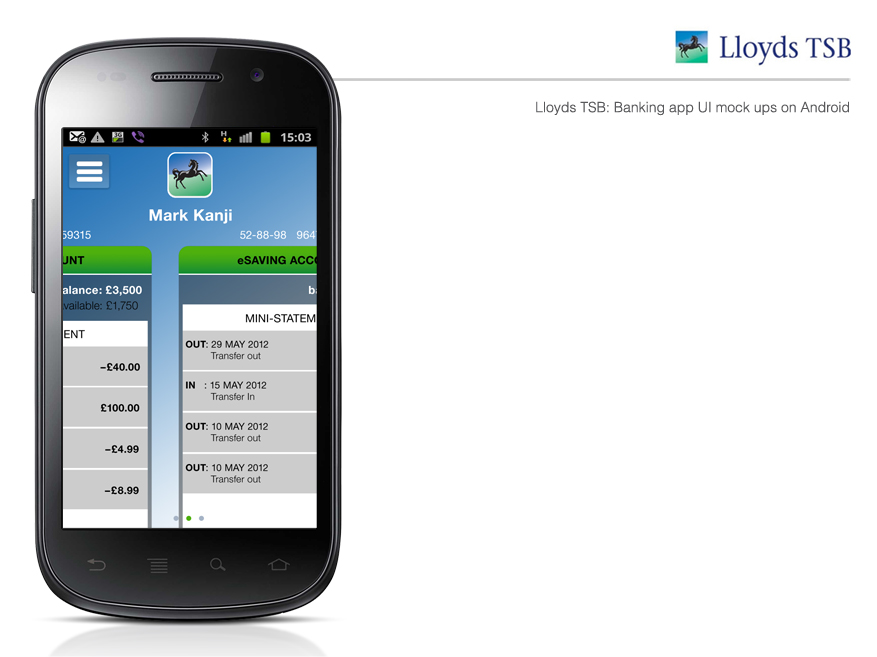 Lloyds TSB
Lloyds TSB: Banking app UI mock ups on Android
H
15:03
Mark Kanji
59315
52-88-98 964
UNT
eSAVING ACCO
alance: £3,500
ba
vailable: £1,750
MINI-STATEM
ENT
OUT: 29 MAY 2012
Transfer out
–£40.00
IN : 15 MAY 2012
Transfer In
£100.00
OUT: 10 MAY 2012
Transfer out
–£4.99
OUT: 10 MAY 2012
Transfer out
–£8.99